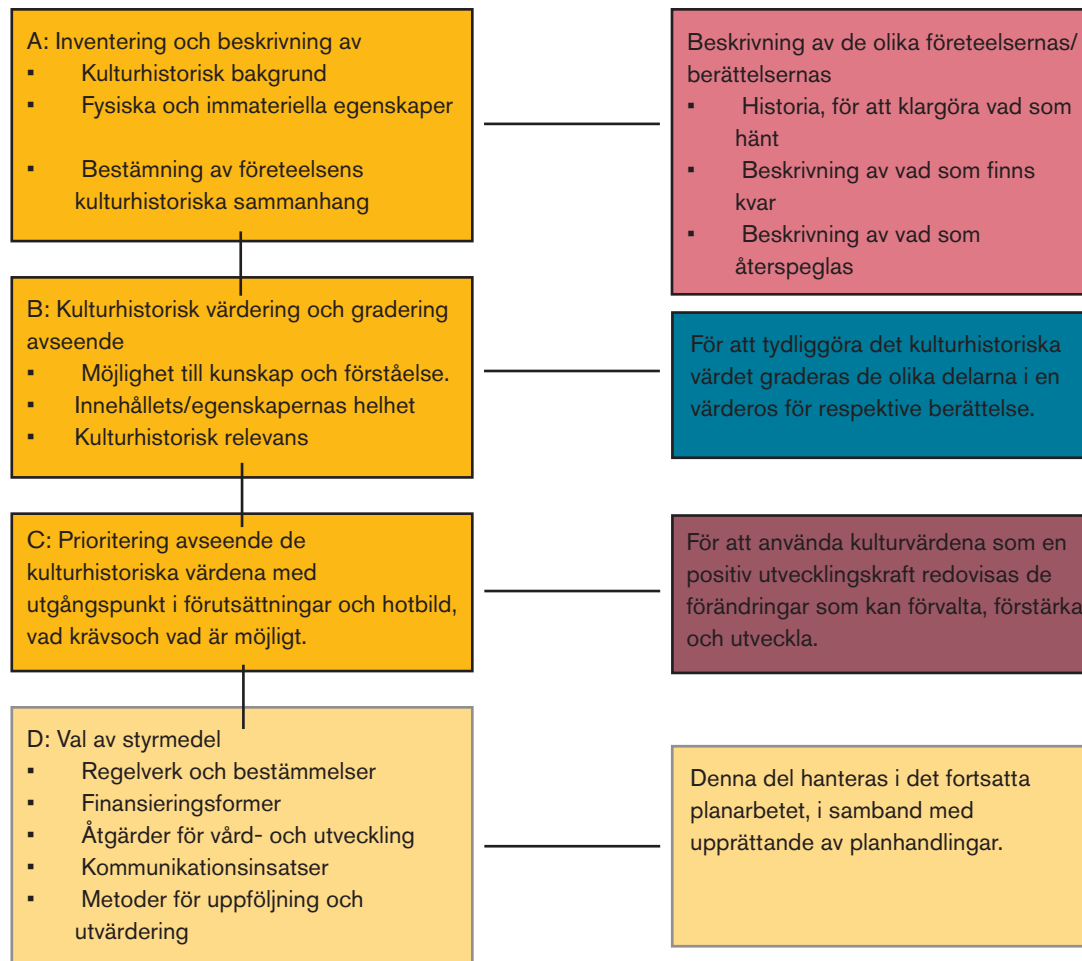 A: Inventering och beskrivning av
▪ Kulturhistorisk bakgrund
▪ Fysiska och immateriella egenskaper
▪ Bestämning av företeelsens
kulturhistoriska sammanhang
Beskrivning av de olika företeelsernas/
berättelsernas
▪ Historia, för att klargöra vad som
hänt
▪ Beskrivning av vad som finns
kvar
▪ Beskrivning av vad som
återspeglas
B: Kulturhistorisk värdering och gradering
avseende
▪ Möjlighet till kunskap och förståelse.
▪ Innehållets/egenskapernas helhet
▪ Kulturhistorisk relevans
För att tydliggöra det kulturhistoriska
värdet graderas de olika delarna i en
värderos för respektive berättelse.
C: Prioritering avseende de
kulturhistoriska värdena med
utgångspunkt i förutsättningar och hotbild,
vad krävsoch vad är möjligt.
För att använda kulturvärdena som en
positiv utvecklingskraft redovisas de
förändringar som kan förvalta, förstärka
och utveckla.
D: Val av styrmedel
▪ Regelverk och bestämmelser
▪ Finansieringsformer
▪ Åtgärder för vård- och utveckling
▪ Kommunikationsinsatser
▪ Metoder för uppföljning och
utvärdering
Denna del hanteras i det fortsatta
planarbetet, i samband med
upprättande av planhandlingar.